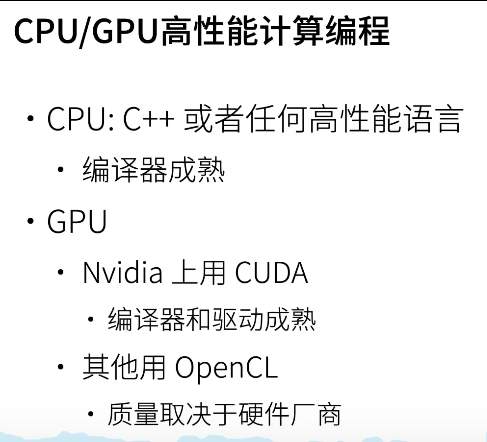 CPU/GPU高性能计算编程
• CPU: C++ 或者任何高性能语言
• 编译器成熟
• GPU
• Nvidia 上用 CUDA
• 编译器和驱动成熟
• 其他用 OpenCL
• 质量取决于硬件厂商